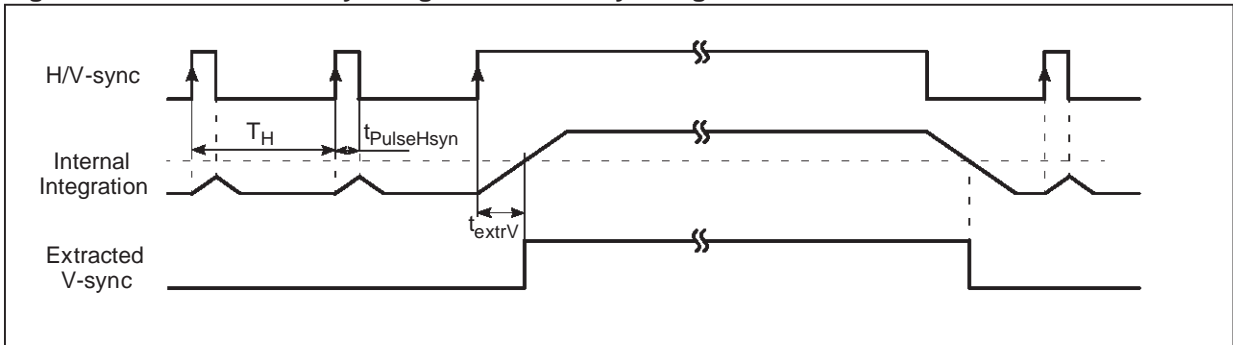 H/V-sync
T_H
t_PulseHsyn
Internal
Integration
t_extrV
Extracted
V-sync